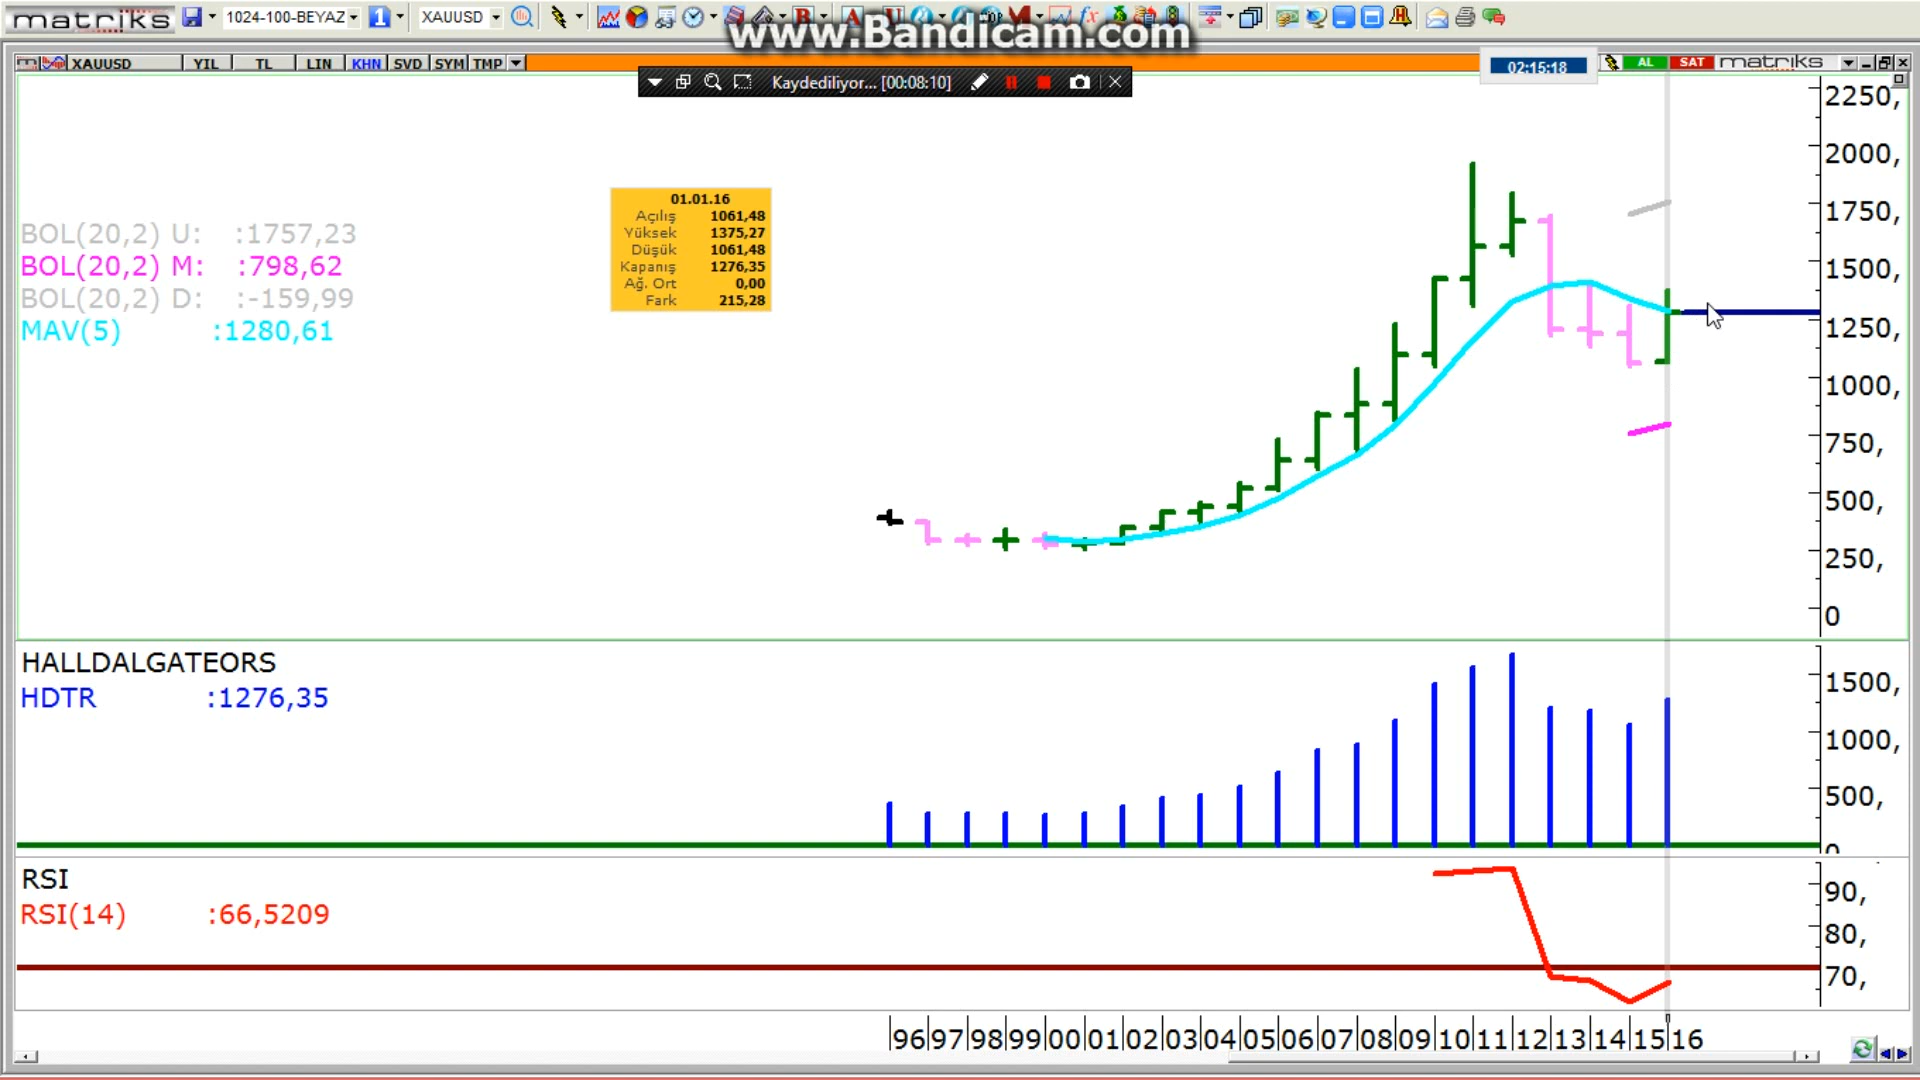 matriks 1024-100-BEYAZ 1 XAUUSD
www.Bandicam.com
XAUUSD YIL TL LIN KHN SVD SYM TMP 02:15:18 AL SAT matriks
Kaydediliyor... [00:08:10]
01.01.16
Açılış 1061,48
Yüksek 1375,27
Düşük 1061,48
Kapanış 1276,35
Ağ. Ort 0,00
Fark 215,28
BOL(20,2) U: :1757,23
BOL(20,2) M: :798,62
BOL(20,2) D: :-159,99
MAV(5) :1280,61
2250,
2000,
1750,
1500,
1250,
1000,
750,
500,
250,
0
HALLDALGATEORS
HDTR :1276,35
1500,
1000,
500,
0
RSI
RSI(14) :66,5209
90,
80,
70,
96 97 98 99 00 01 02 03 04 05 06 07 08 09 10 11 12 13 14 15 16